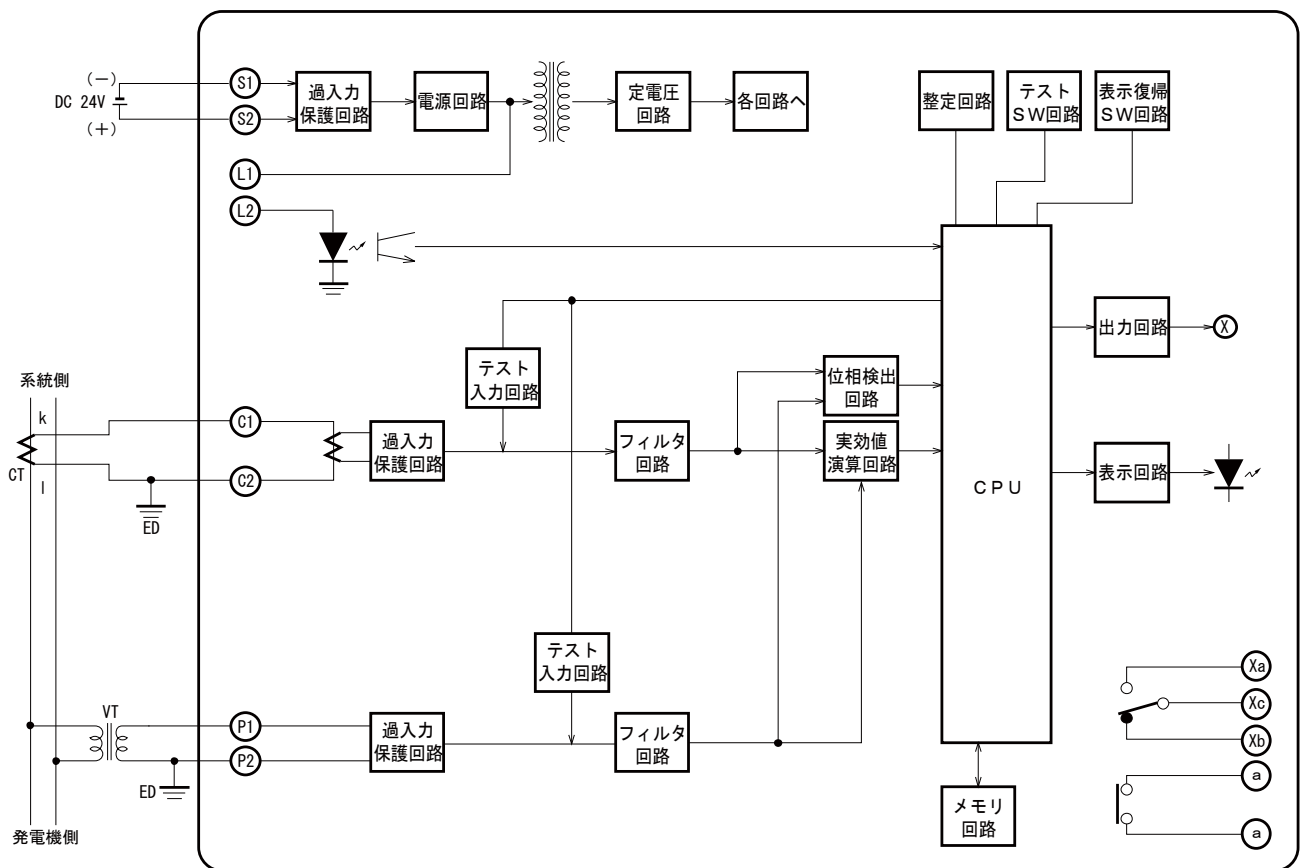 (－)
DC 24V
(＋)
S1
S2
過入力
保護回路
電源回路
定電圧
回路
各回路へ
整定回路
テスト
ＳＷ回路
表示復帰
ＳＷ回路
L1
L2
テスト
入力回路
位相検出
回路
出力回路
X
系統側
k
CT
l
C1
C2
ED
過入力
保護回路
フィルタ
回路
実効値
演算回路
ＣＰＵ
表示回路
テスト
入力回路
VT
P1
P2
ED
過入力
保護回路
フィルタ
回路
メモリ
回路
Xa
Xc
Xb
a
a
発電機側